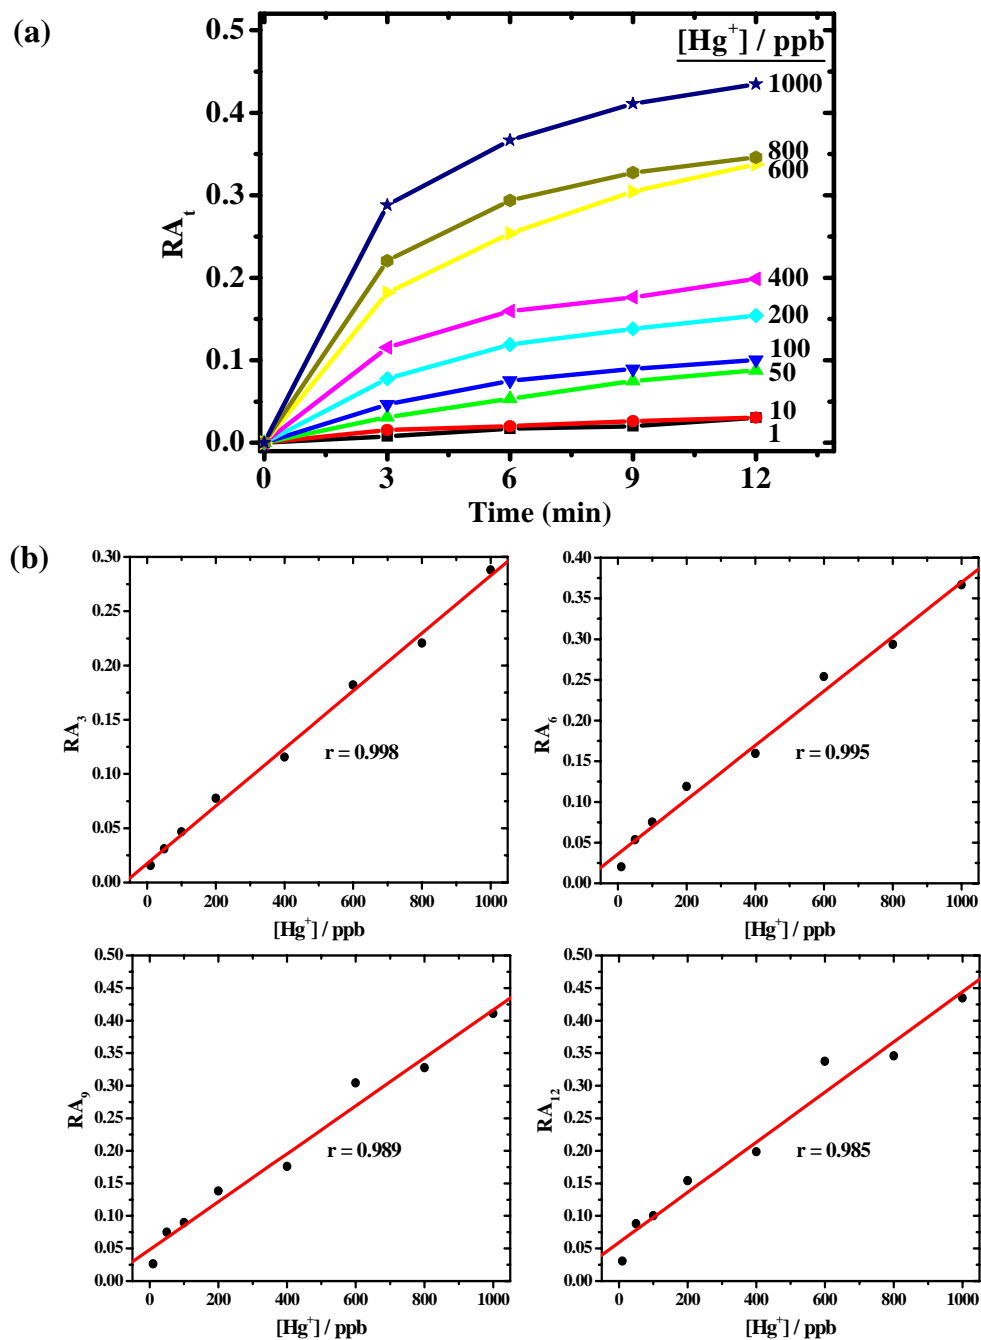 (a)
[Hg⁺] / ppb
0.5
0.4
0.3
0.2
0.1
0.0
RAₜ
1000
800
600
400
200
100
50
10
1
0 3 6 9 12
Time (min)
(b)
0.30
0.25
0.20
0.15
0.10
0.05
0.00
RA₃
r = 0.998
0 200 400 600 800 1000
[Hg⁺] / ppb
0.40
0.35
0.30
0.25
0.20
0.15
0.10
0.05
0.00
RA₆
r = 0.995
0 200 400 600 800 1000
[Hg⁺] / ppb
0.50
0.45
0.40
0.35
0.30
0.25
0.20
0.15
0.10
0.05
0.00
RA₉
r = 0.989
0 200 400 600 800 1000
[Hg⁺] / ppb
0.50
0.45
0.40
0.35
0.30
0.25
0.20
0.15
0.10
0.05
0.00
RA₁₂
r = 0.985
0 200 400 600 800 1000
[Hg⁺] / ppb